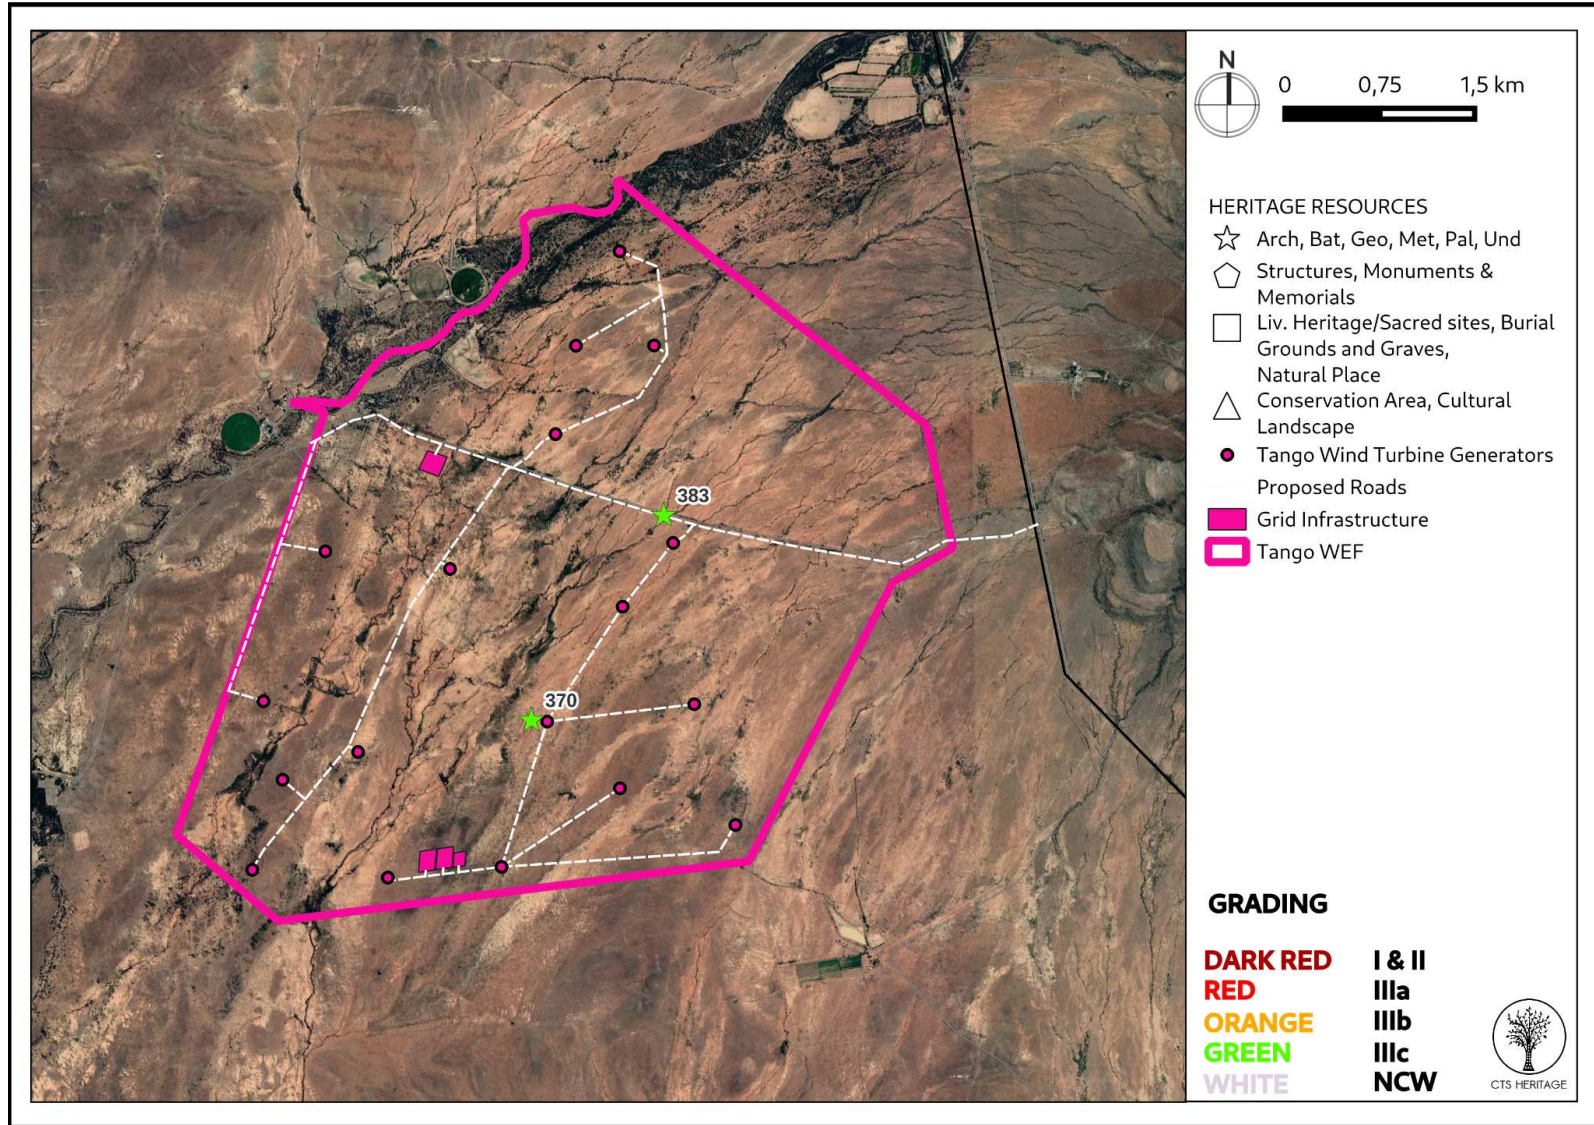 N
0 0,75 1,5 km
HERITAGE RESOURCES
Arch, Bat, Geo, Met, Pal, Und
Structures, Monuments &
Memorials
Liv. Heritage/Sacred sites, Burial
Grounds and Graves,
Natural Place
Conservation Area, Cultural
Landscape
Tango Wind Turbine Generators
Proposed Roads
Grid Infrastructure
Tango WEF
383
370
GRADING
DARK RED I & II
RED IIIa
ORANGE IIIb
GREEN IIIc
WHITE NCW
CTS HERITAGE